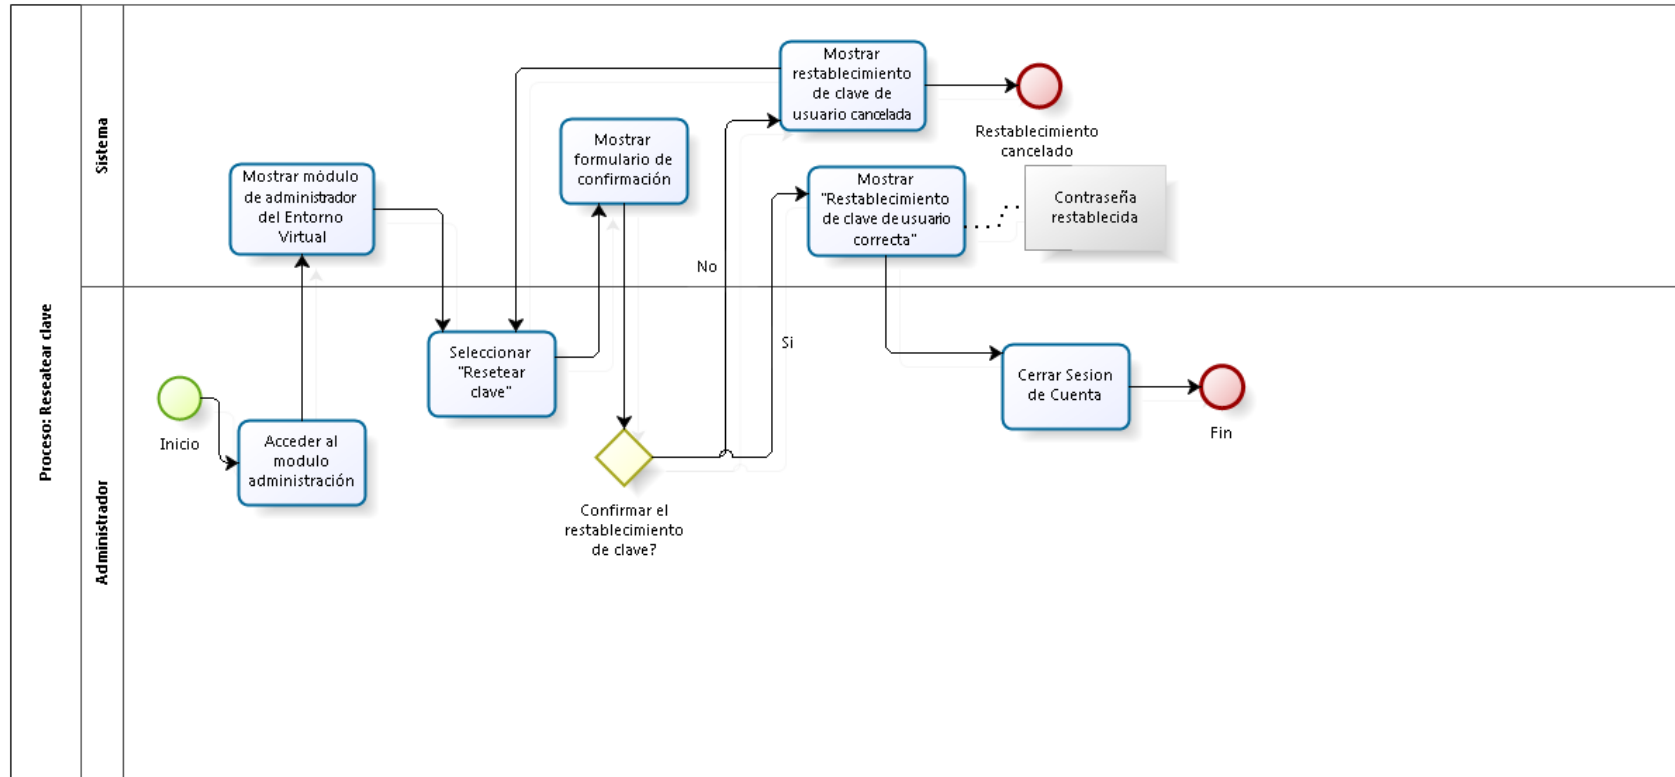 Proceso: Reseatear clave
Sistema
Mostrar
restablecimiento
de clave de
usuario cancelada
Restablecimiento
cancelado
Mostrar
formulario de
confirmación
Mostrar módulo
de administrador
del Entorno
Virtual
Mostrar
"Restablecimiento
de clave de usuario
correcta"
Contraseña
restablecida
No
Si
Administrador
Seleccionar
"Resetear
clave"
Inicio
Acceder al
modulo
administración
Confirmar el
restablecimiento
de clave?
Cerrar Sesion
de Cuenta
Fin